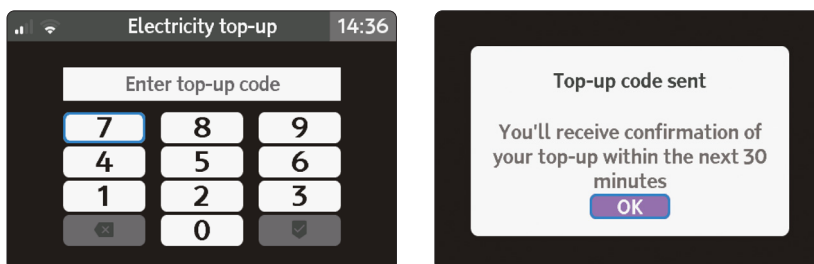 Electricity top-up 14:36
Enter top-up code
7 8 9
4 5 6
1 2 3
0
Top-up code sent
You'll receive confirmation of
your top-up within the next 30
minutes
OK